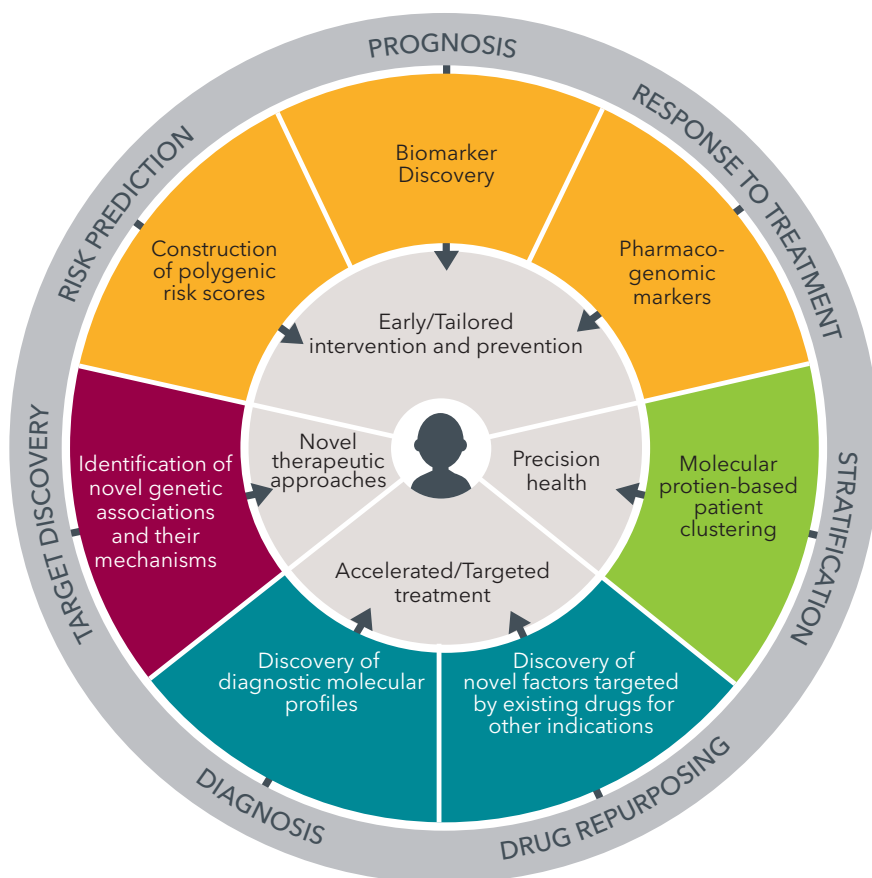 PROGNOSIS
RESPONSE TO TREATMENT
STRATIFICATION
DRUG REPURPOSING
DIAGNOSIS
TARGET DISCOVERY
RISK PREDICTION
Biomarker
Discovery
Pharmaco-
genomic
markers
Molecular
protien-based
patient
clustering
Discovery of
novel factors targeted
by existing drugs for
other indications
Discovery of
diagnostic molecular
profiles
Identification of
novel genetic
associations
and their
mechanisms
Construction
of polygenic
risk scores
Early/Tailored
intervention and prevention
Precision
health
Accelerated/Targeted
treatment
Novel
therapeutic
approaches